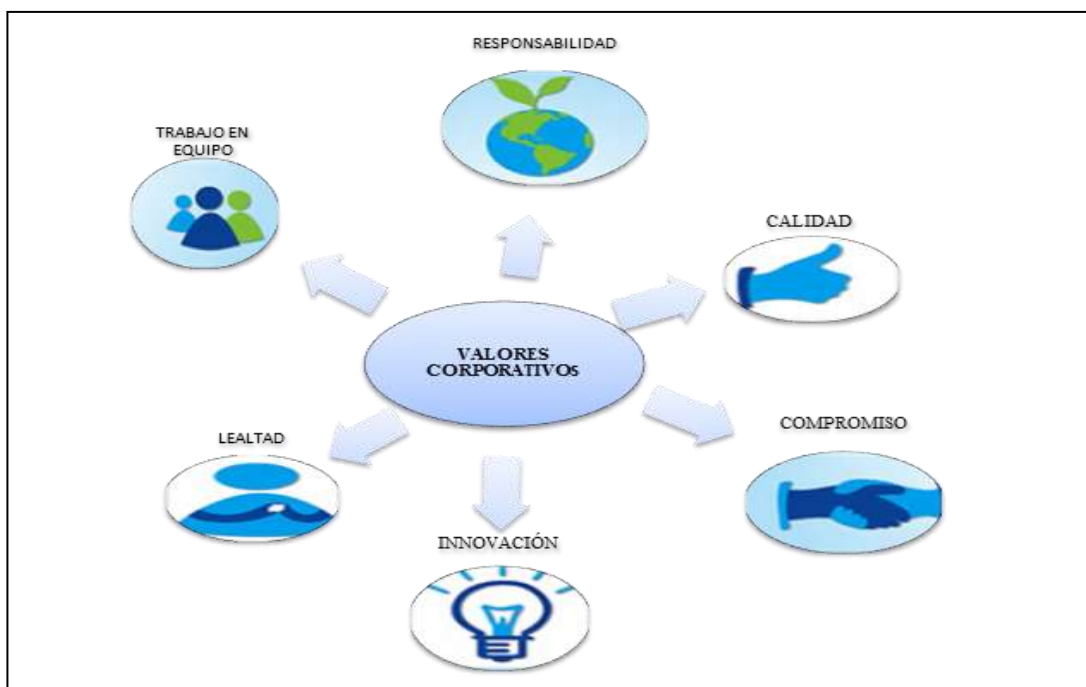 RESPONSABILIDAD
TRABAJO EN
EQUIPO
CALIDAD
VALORES
CORPORATIVOS
COMPROMISO
LEALTAD
INNOVACIÓN